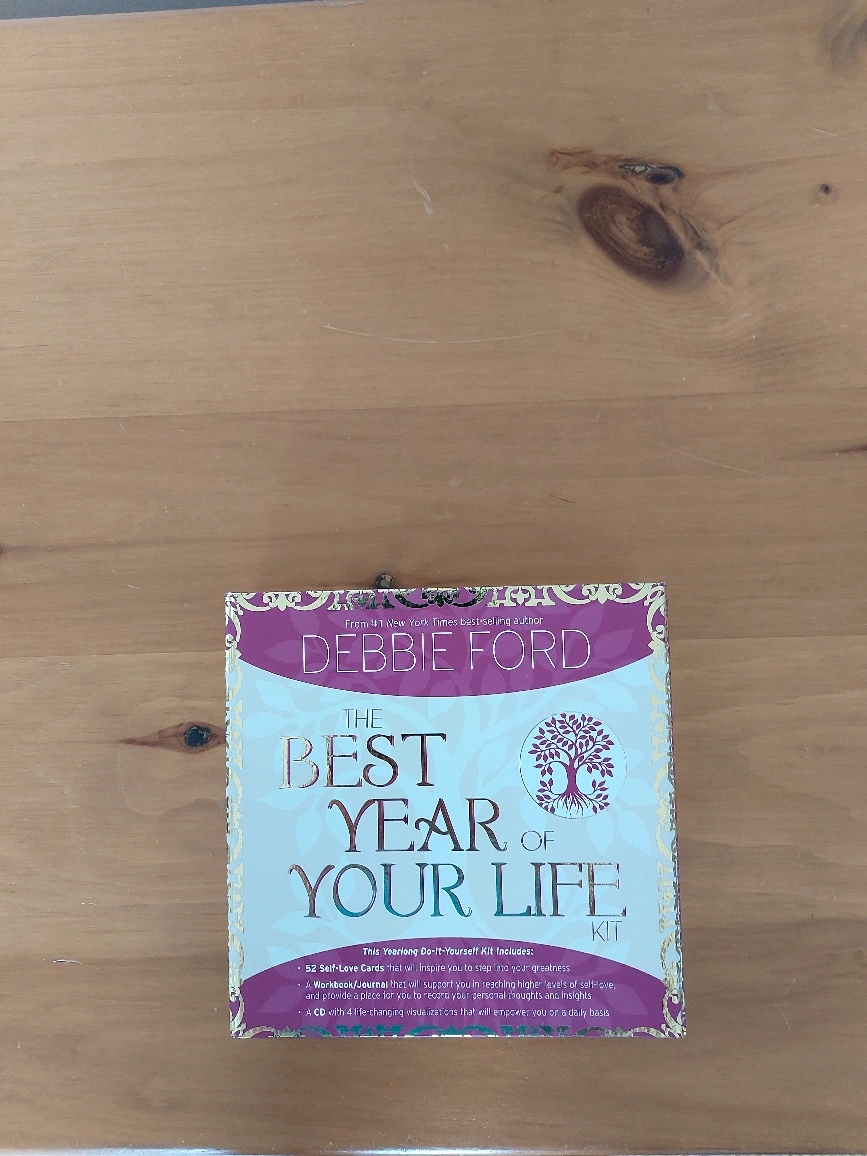 From #1 New York Times best-selling author
DEBBIE FORD
THE
BEST
YEAR OF
YOUR LIFE
KIT
This Yearlong Do-It-Yourself Kit Includes:
• 52 Self-Love Cards that will inspire you to step into your greatness
• A Workbook/Journal that will support you in reaching higher levels of self-love,
and provide a place for you to record your personal thoughts and insights
• A CD with 4 life-changing visualizations that will empower you on a daily basis